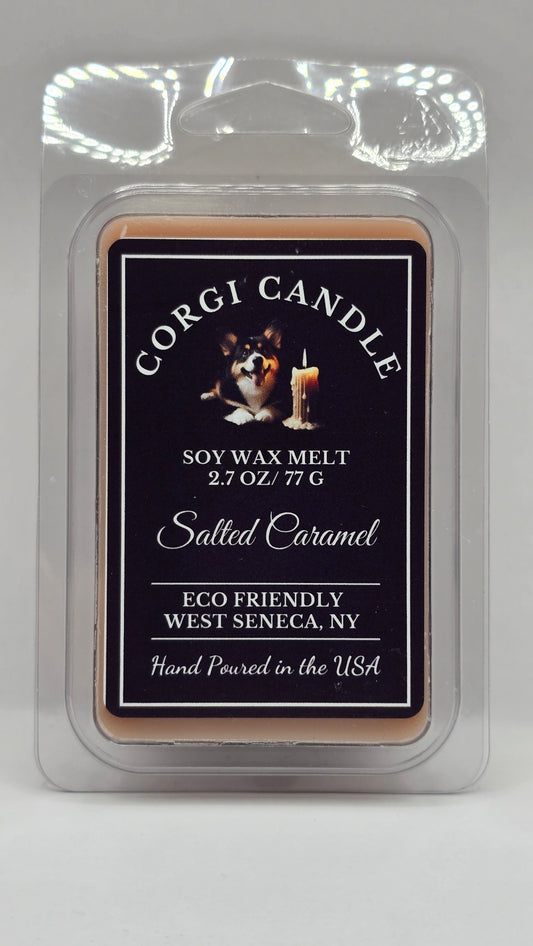 CORGI CANDLE
SOY WAX MELT
2.7 OZ/ 77 G
Salted Caramel
ECO FRIENDLY
WEST SENECA, NY
Hand Poured in the USA